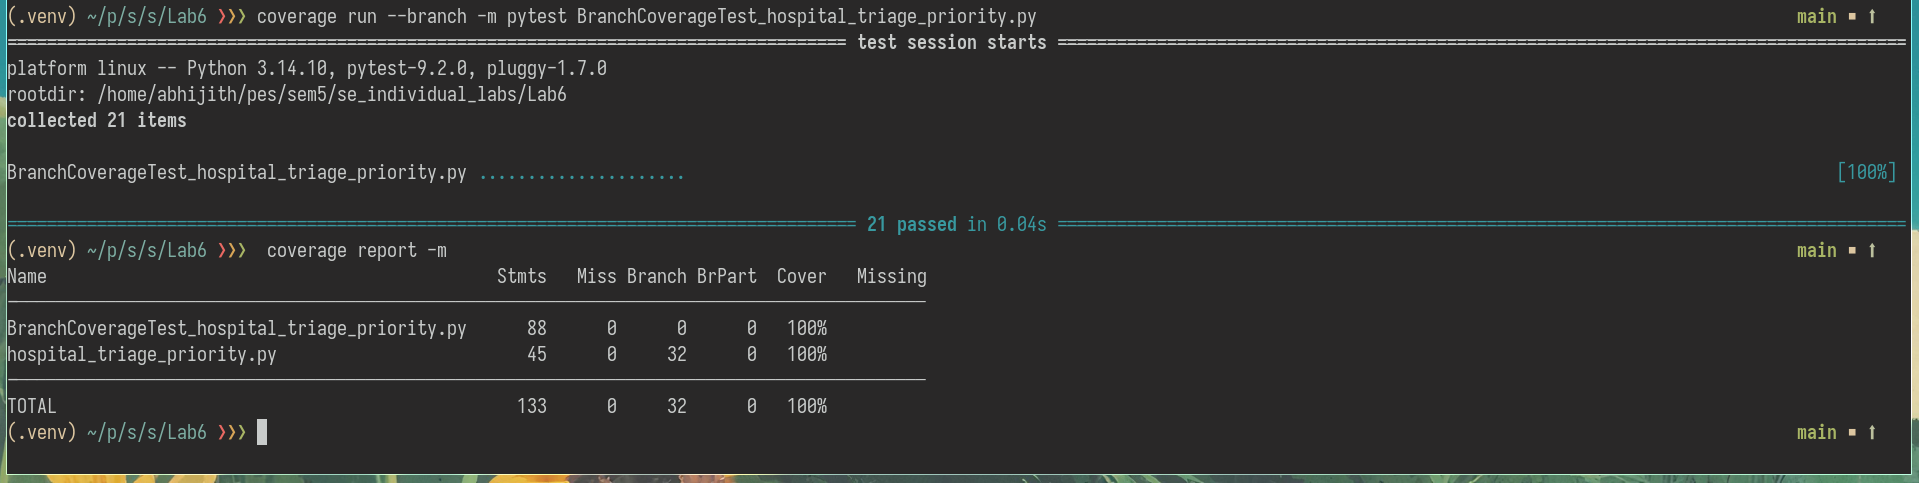 (.venv) ~/p/s/s/Lab6 ❯❯❯ coverage run --branch -m pytest BranchCoverageTest_hospital_triage_priority.py main ▪ ⬆
==================== test session starts ====================
platform linux -- Python 3.14.10, pytest-9.2.0, pluggy-1.7.0
rootdir: /home/abhijith/pes/sem5/se_individual_labs/Lab6
collected 21 items
BranchCoverageTest_hospital_triage_priority.py ..................... [100%]
==================== 21 passed in 0.04s ====================
(.venv) ~/p/s/s/Lab6 ❯❯❯  coverage report -m main ▪ ⬆
Name Stmts Miss Branch BrPart Cover Missing
BranchCoverageTest_hospital_triage_priority.py 88 0 0 0 100%
hospital_triage_priority.py 45 0 32 0 100%
TOTAL 133 0 32 0 100%
(.venv) ~/p/s/s/Lab6 ❯❯❯ main ▪ ⬆